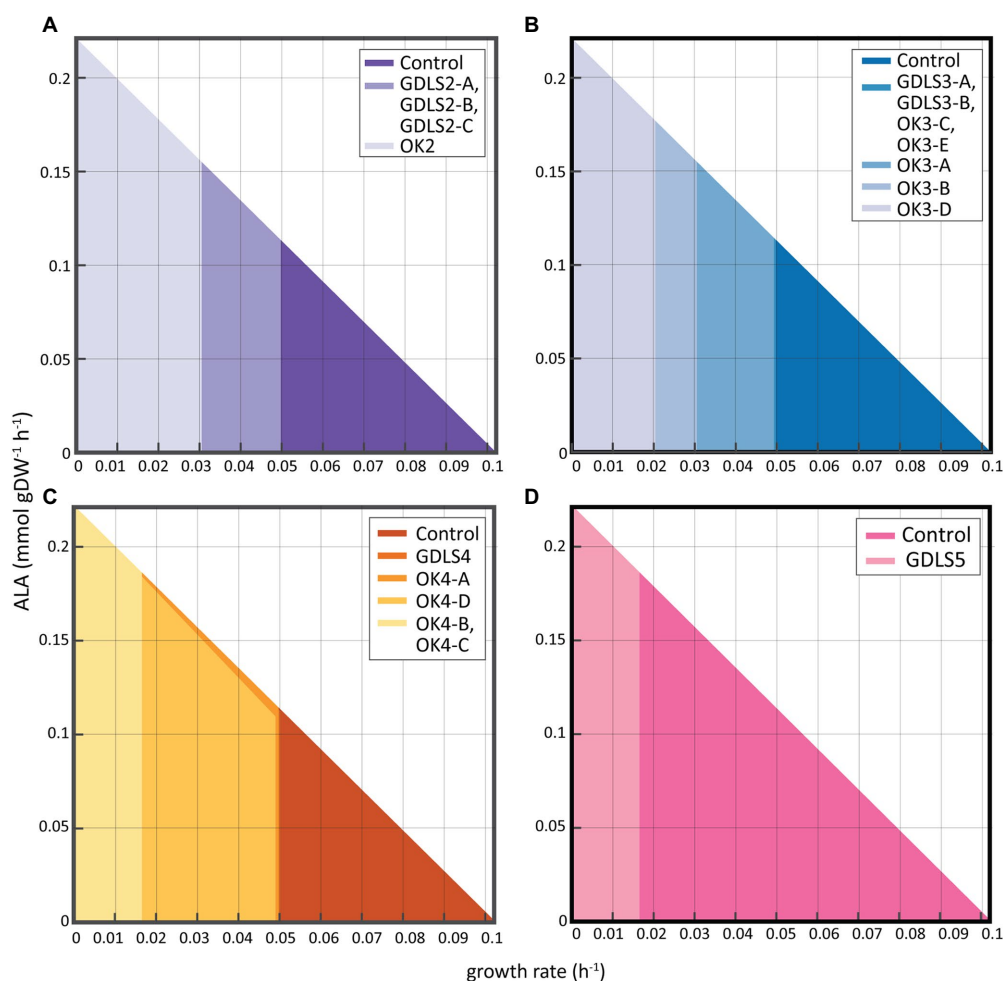 A
0.2
0.15
0.1
0.05
0
0 0.01 0.02 0.03 0.04 0.05 0.06 0.07 0.08 0.09 0.1
Control
GDLS2-A,
GDLS2-B,
GDLS2-C
OK2
B
0.2
0.15
0.1
0.05
0
0 0.01 0.02 0.03 0.04 0.05 0.06 0.07 0.08 0.09 0.1
Control
GDLS3-A,
GDLS3-B,
OK3-C,
OK3-E
OK3-A
OK3-B
OK3-D
C
0.2
0.15
0.1
0.05
0
0 0.01 0.02 0.03 0.04 0.05 0.06 0.07 0.08 0.09 0.1
Control
GDLS4
OK4-A
OK4-D
OK4-B,
OK4-C
D
0.2
0.15
0.1
0.05
0
0 0.01 0.02 0.03 0.04 0.05 0.06 0.07 0.08 0.09 0.1
Control
GDLS5
ALA (mmol gDW⁻¹ h⁻¹)
growth rate (h⁻¹)